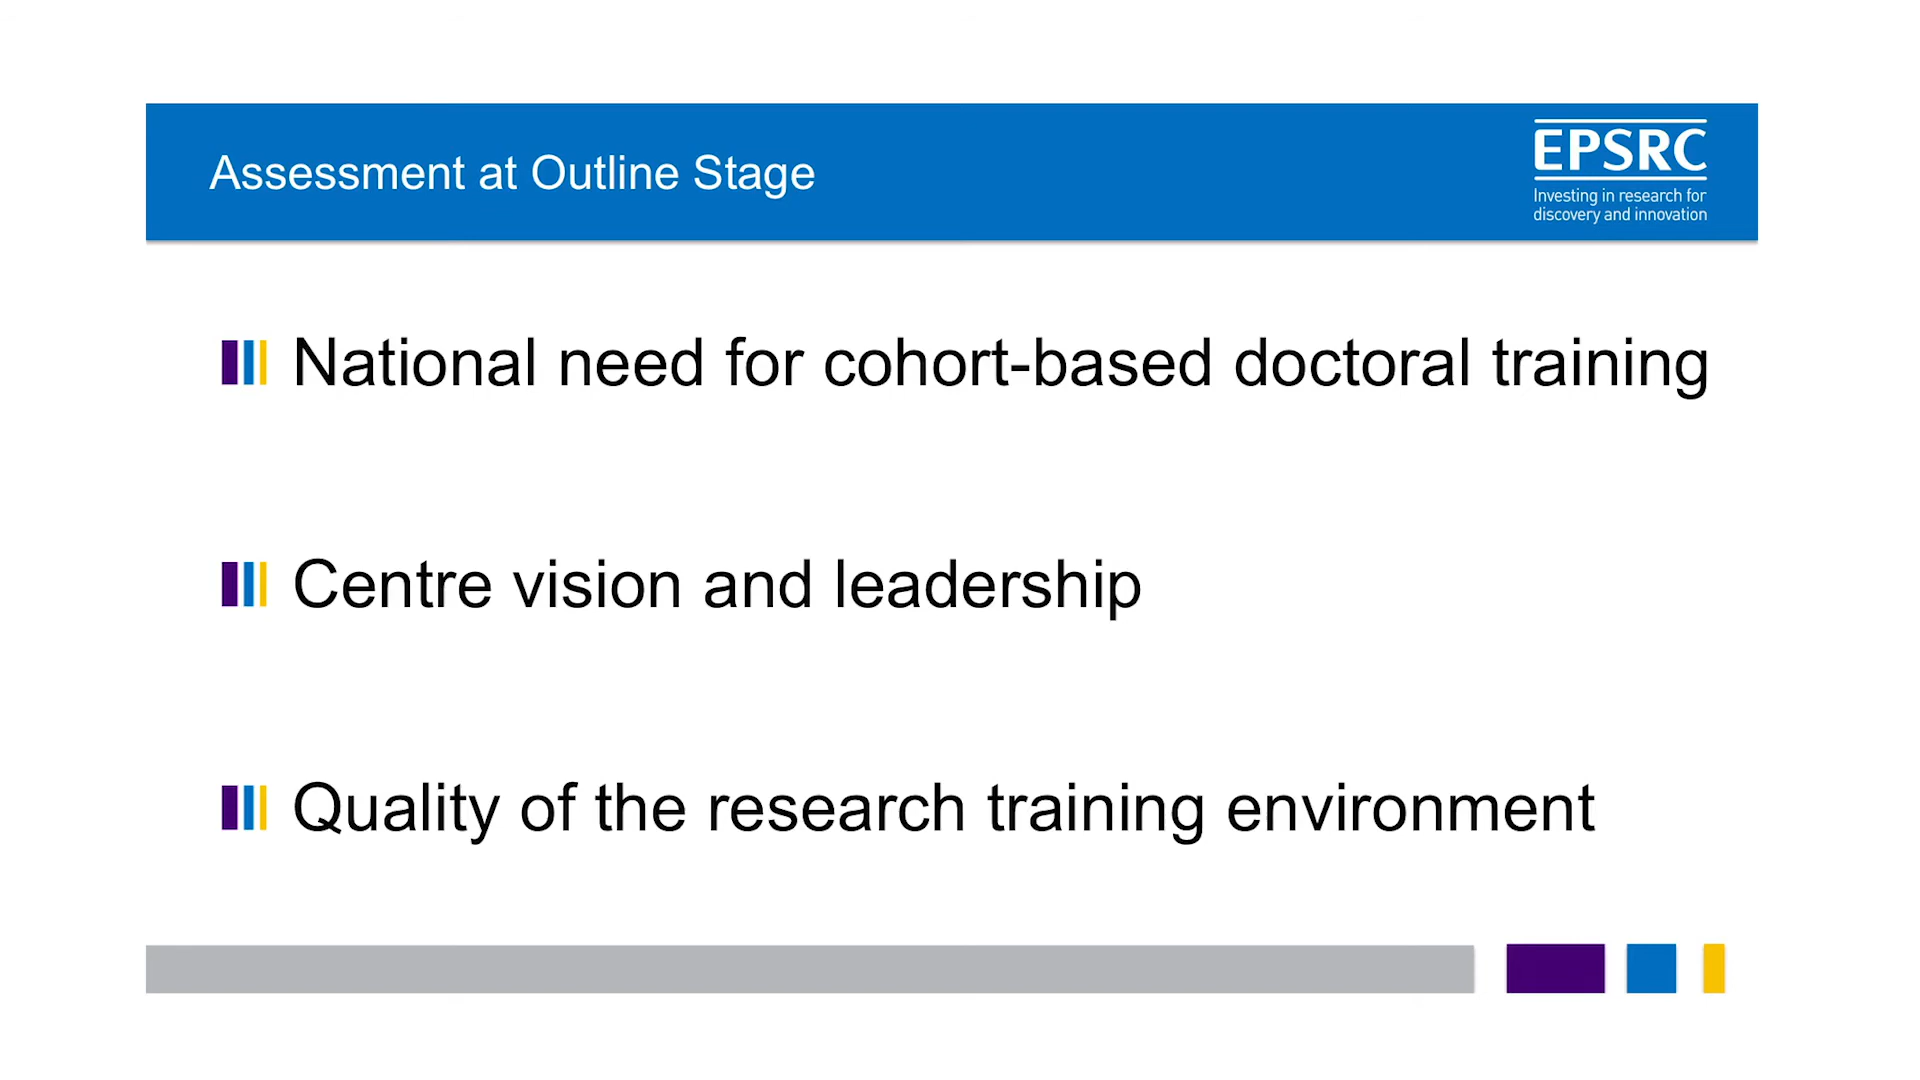 Assessment at Outline Stage
EPSRC
Investing in research for
discovery and innovation
National need for cohort-based doctoral training
Centre vision and leadership
Quality of the research training environment